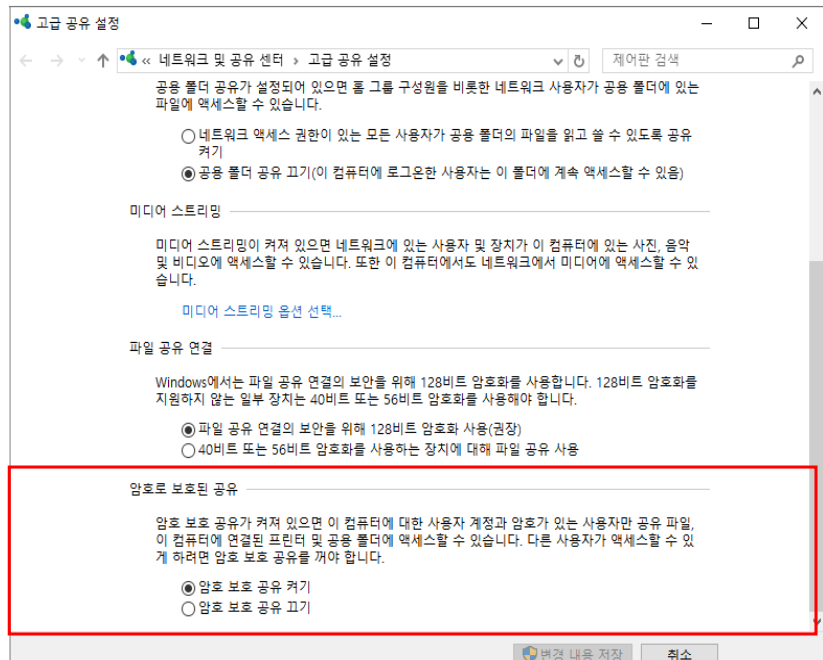 고급 공유 설정
« 네트워크 및 공유 센터 › 고급 공유 설정
제어판 검색
공용 폴더 공유가 설정되어 있으면 홈 그룹 구성원을 비롯한 네트워크 사용자가 공용 폴더에 있는
파일에 액세스할 수 있습니다.
네트워크 액세스 권한이 있는 모든 사용자가 공용 폴더의 파일을 읽고 쓸 수 있도록 공유
켜기
공용 폴더 공유 끄기(이 컴퓨터에 로그온한 사용자는 이 폴더에 계속 액세스할 수 있음)
미디어 스트리밍
미디어 스트리밍이 켜져 있으면 네트워크에 있는 사용자 및 장치가 이 컴퓨터에 있는 사진, 음악
및 비디오에 액세스할 수 있습니다. 또한 이 컴퓨터에서도 네트워크에서 미디어에 액세스할 수 있
습니다.
미디어 스트리밍 옵션 선택...
파일 공유 연결
Windows에서는 파일 공유 연결의 보안을 위해 128비트 암호화를 사용합니다. 128비트 암호화를
지원하지 않는 일부 장치는 40비트 또는 56비트 암호화를 사용해야 합니다.
파일 공유 연결의 보안을 위해 128비트 암호화 사용(권장)
40비트 또는 56비트 암호화를 사용하는 장치에 대해 파일 공유 사용
암호로 보호된 공유
암호 보호 공유가 켜져 있으면 이 컴퓨터에 대한 사용자 계정과 암호가 있는 사용자만 공유 파일,
이 컴퓨터에 연결된 프린터 및 공용 폴더에 액세스할 수 있습니다. 다른 사용자가 액세스할 수 있
게 하려면 암호 보호 공유를 꺼야 합니다.
암호 보호 공유 켜기
암호 보호 공유 끄기
변경 내용 저장
취소